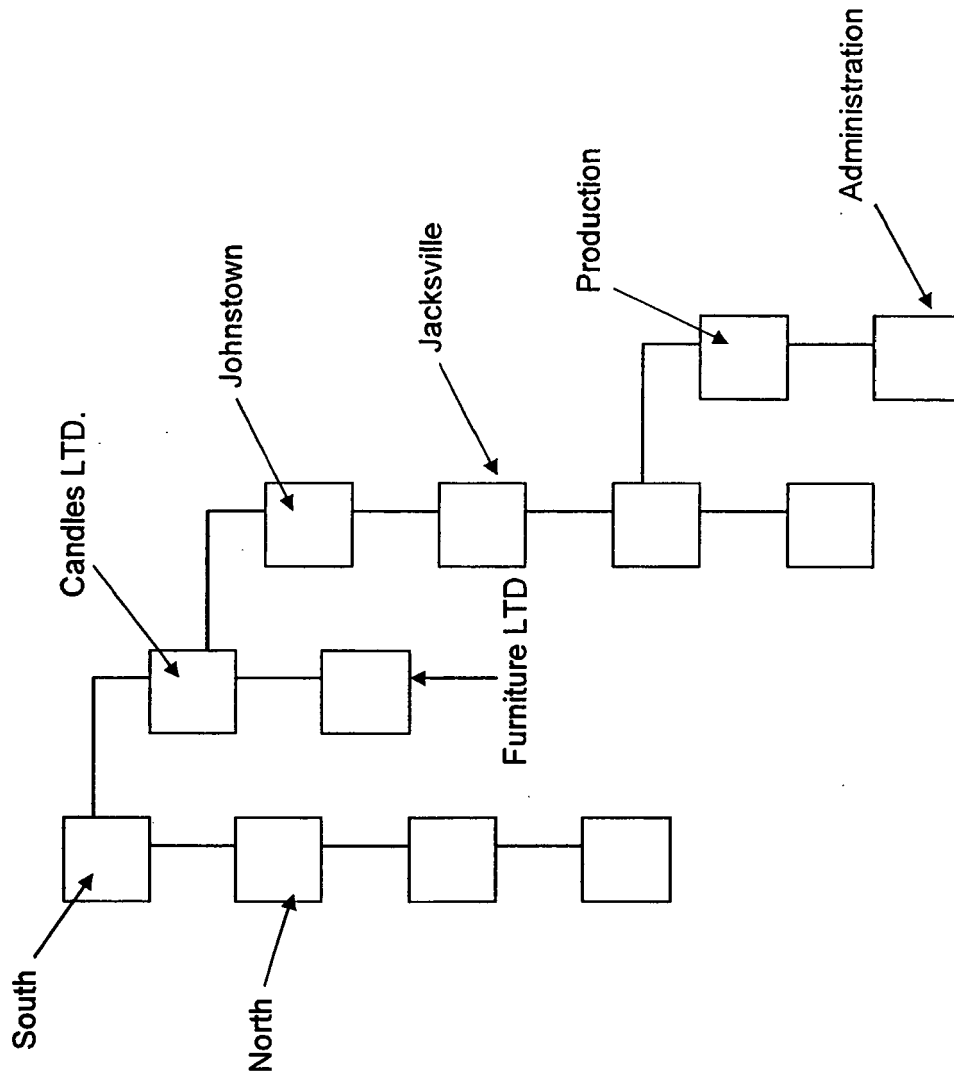 South
North
Candles LTD.
Furniture LTD
Johnstown
Jacksville
Production
Administration